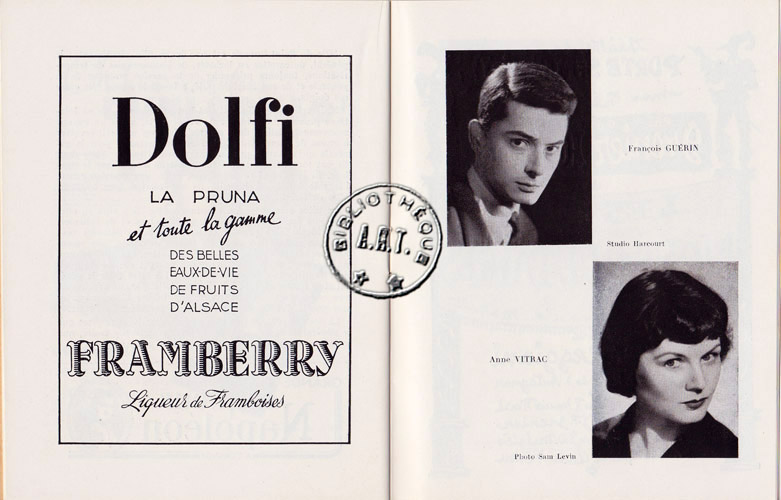 Dolfi
LA PRUNA
et toute la gamme
DES BELLES
EAUX-DE-VIE
DE FRUITS
D'ALSACE
FRAMBERRY
Liqueur de Framboises
BIBLIOTHÈQUE
A.R.T.
François GUÉRIN
Studio Harcourt
Anne VITRAC
Photo Sam Levin